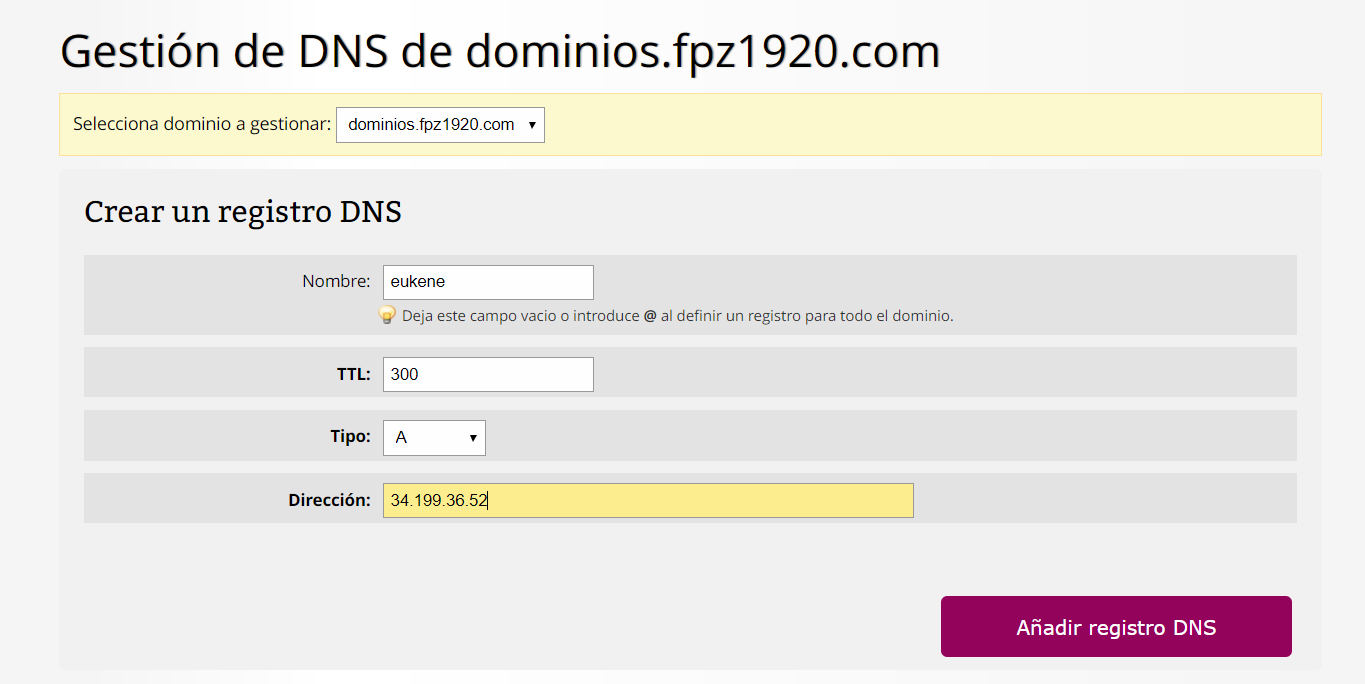 Gestión de DNS de dominios.fpz1920.com
Selecciona dominio a gestionar: dominios.fpz1920.com
Crear un registro DNS
Nombre: eukene
Deja este campo vacio o introduce @ al definir un registro para todo el dominio.
TTL: 300
Tipo: A
Dirección: 34.199.36.52
Añadir registro DNS